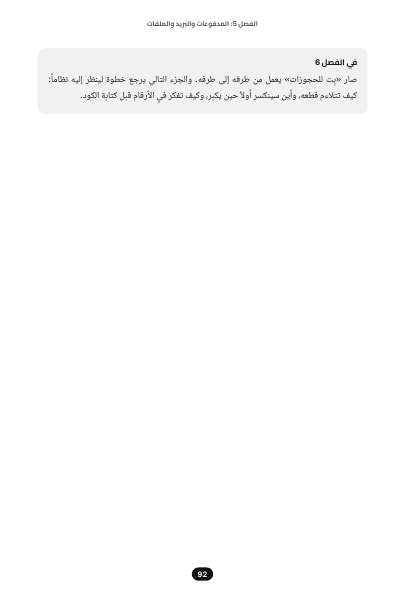 الفصل 5: المدفوعات والبريد والملفات
في الفصل 6
صار «بِت للحجوزات» يعمل من طرفه إلى طرفه. والجزء التالي يرجع خطوة لينظر إليه نظاماً:
كيف تتلاءم قطعه، وأين سينكسر أولاً حين يكبر، وكيف تفكر في الأرقام قبل كتابة الكود.
92